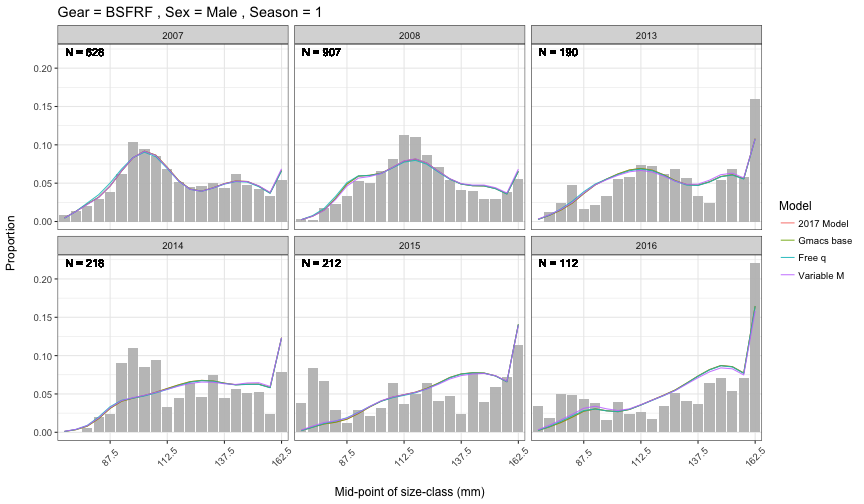 Gear = BSFRF , Sex = Male , Season = 1
2007 2008 2013
N = 628 N = 907 N = 190
0.20
0.15
0.10
0.05
0.00
2014 2015 2016
N = 218 N = 212 N = 112
0.20
0.15
0.10
0.05
0.00
87.5 112.5 137.5 162.5 87.5 112.5 137.5 162.5 87.5 112.5 137.5 162.5
Proportion
Mid-point of size-class (mm)
Model
2017 Model
Gmacs base
Free q
Variable M